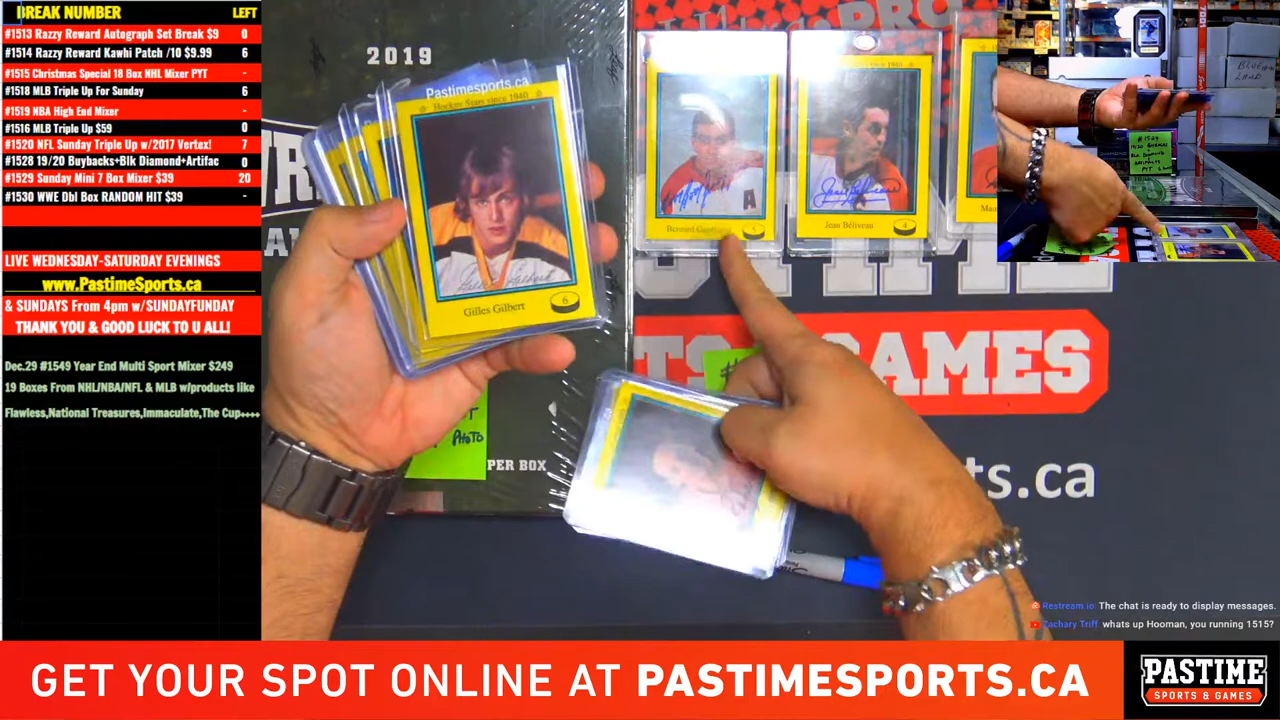 BREAK NUMBER LEFT
#1513 Razzy Reward Autograph Set Break $9 0
#1514 Razzy Reward Kawhi Patch /10 $9.99 6
#1515 Christmas Special 18 Box NHL Mixer PYT -
#1518 MLB Triple Up For Sunday 6
#1519 NBA High End Mixer -
#1516 MLB Triple Up $59 0
#1520 NFL Sunday Triple Up w/2017 Vertex! 7
#1528 19/20 Buybacks+Blk Diamond+Artifac 0
#1529 Sunday Mini 7 Box Mixer $39 20
#1530 WWE Dbl Box RANDOM HIT $39 -
LIVE WEDNESDAY-SATURDAY EVENINGS
www.PastimeSports.ca
& SUNDAYS From 4pm w/SUNDAYFUNDAY
THANK YOU & GOOD LUCK TO U ALL!
Dec.29 #1549 Year End Multi Sport Mixer $249
19 Boxes From NHL/NBA/NFL & MLB w/products like
Flawless,National Treasures,Immaculate,The Cup++++
2019
Pastimesports.ca
Hockey Stars since 1940
Gilles Gilbert
6
5
A
Jean Béliveau
4
GAMES
PHOTO
PER BOX
ts.ca
Restream.io: The chat is ready to display messages.
Zachary Triff whats up Hooman, you running 1515?
GET YOUR SPOT ONLINE AT PASTIMESPORTS.CA
PASTIME
SPORTS & GAMES